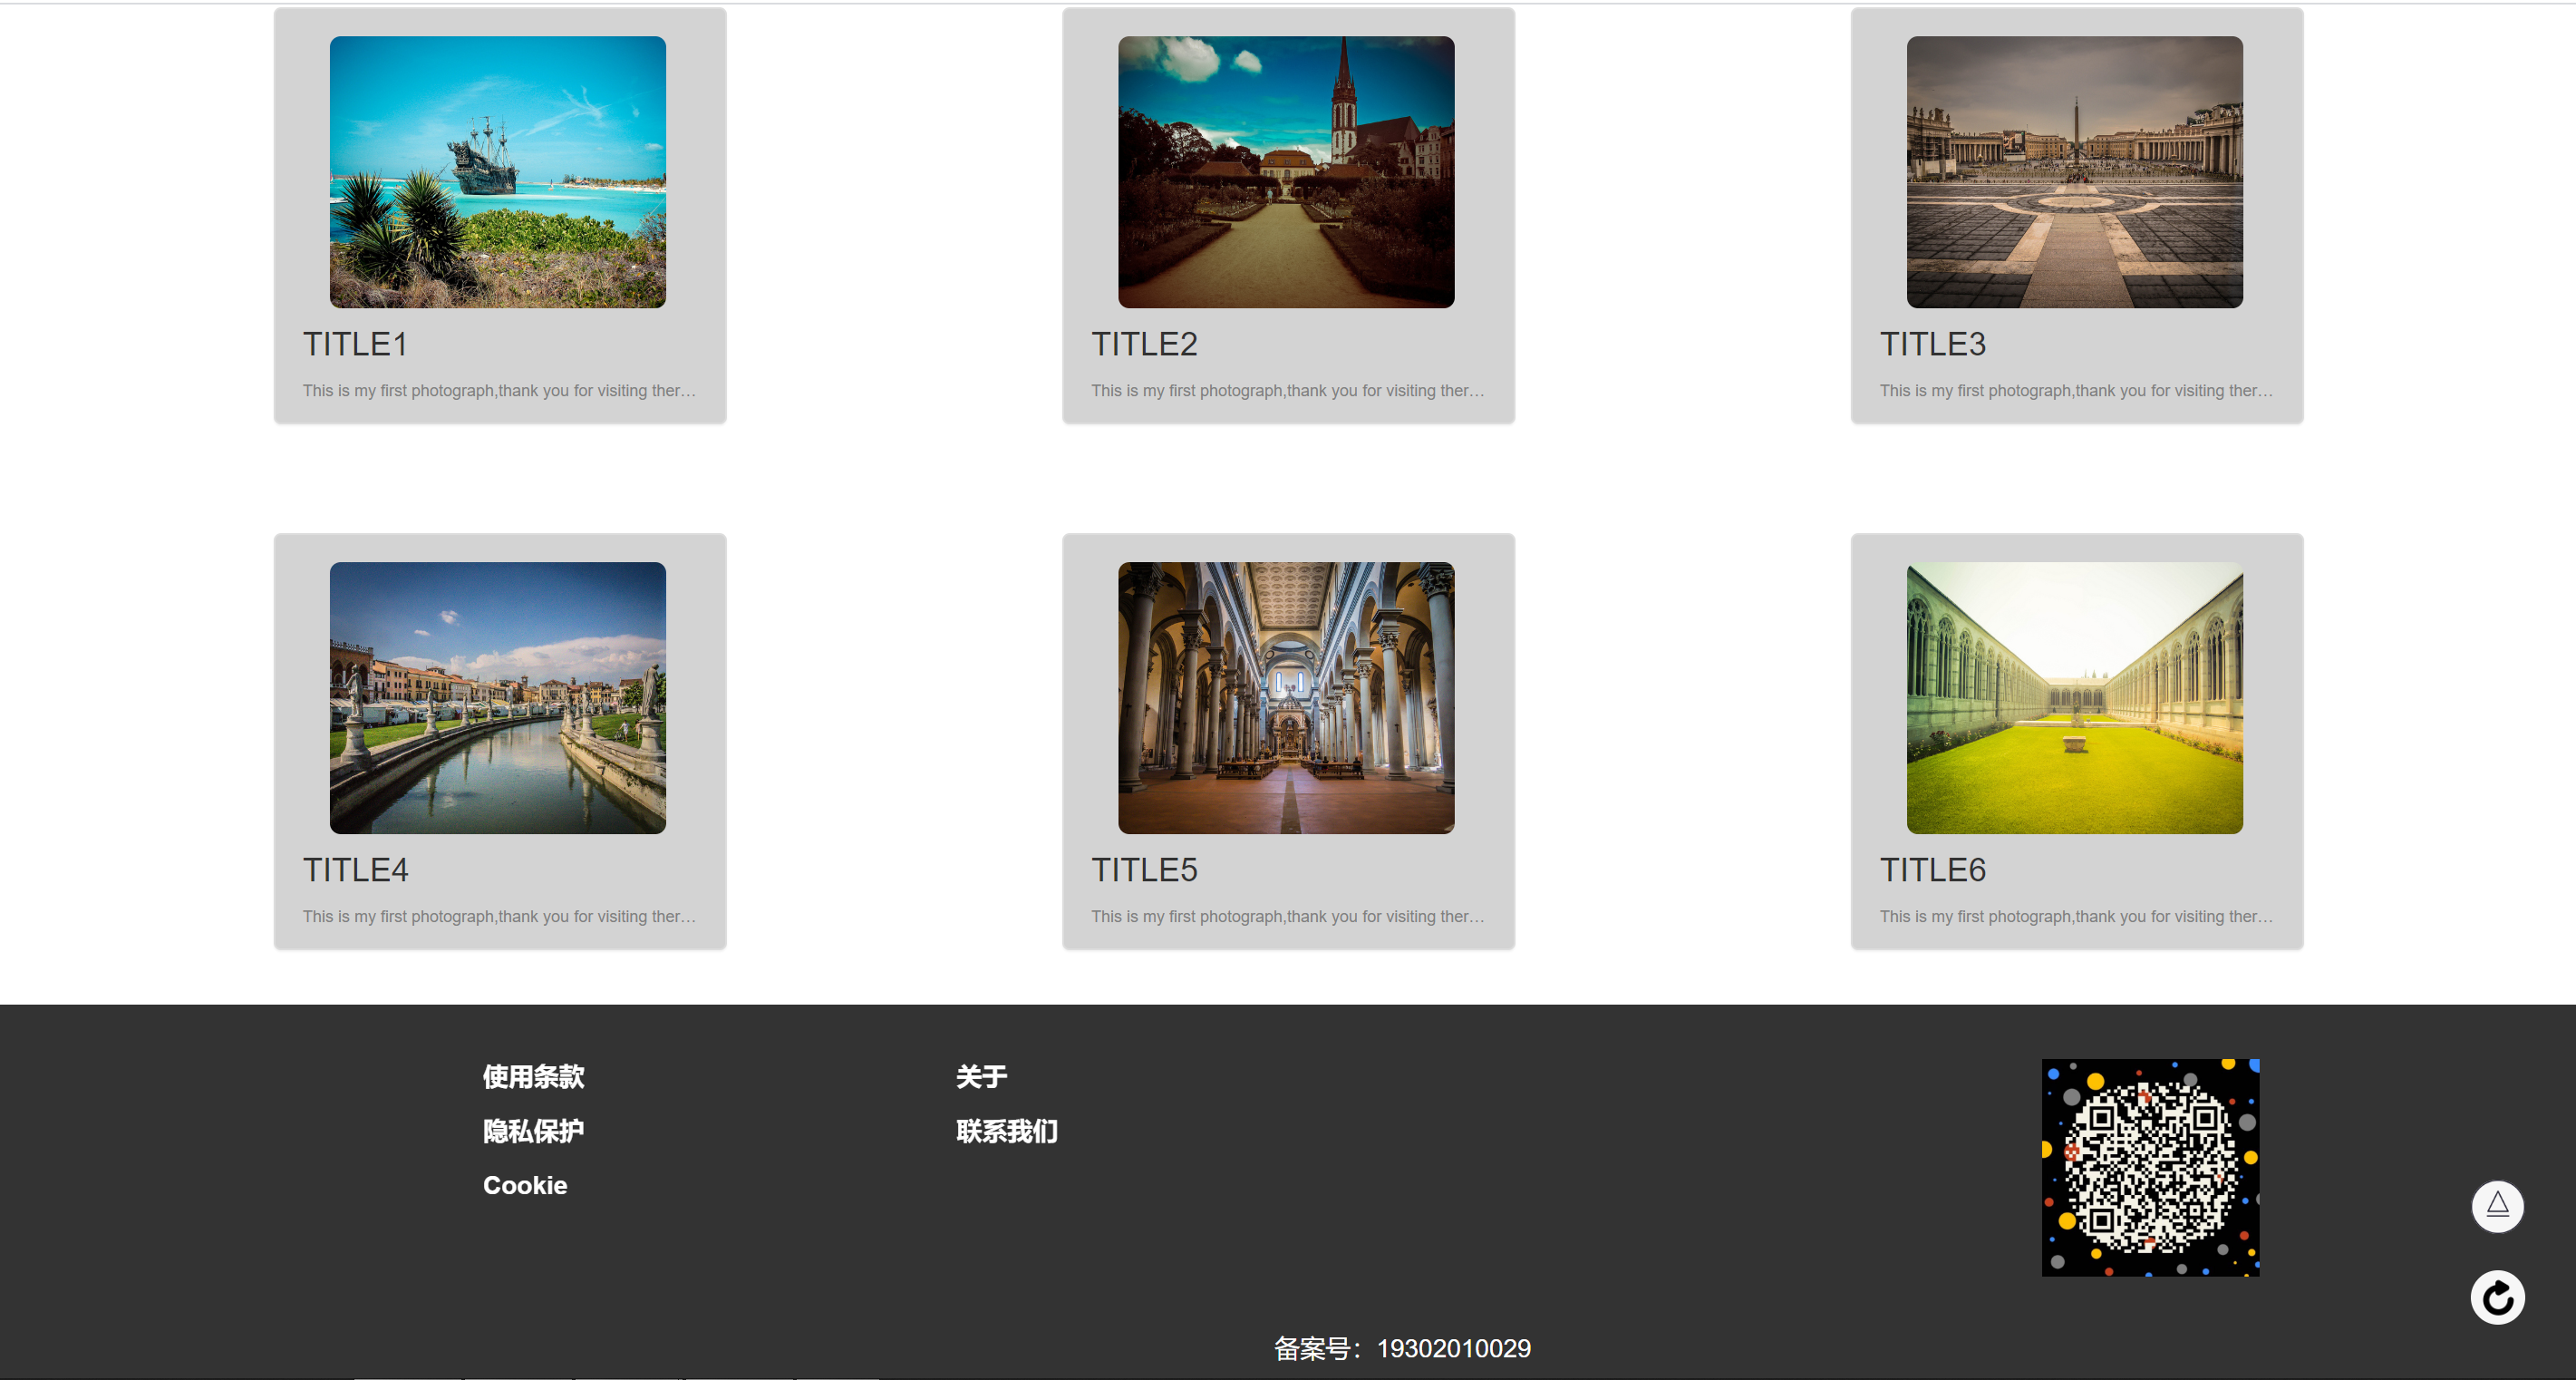 TITLE1
This is my first photograph,thank you for visiting ther...
TITLE2
This is my first photograph,thank you for visiting ther...
TITLE3
This is my first photograph,thank you for visiting ther...
TITLE4
This is my first photograph,thank you for visiting ther...
TITLE5
This is my first photograph,thank you for visiting ther...
TITLE6
This is my first photograph,thank you for visiting ther...
使用条款
隐私保护
Cookie
关于
联系我们
备案号：19302010029